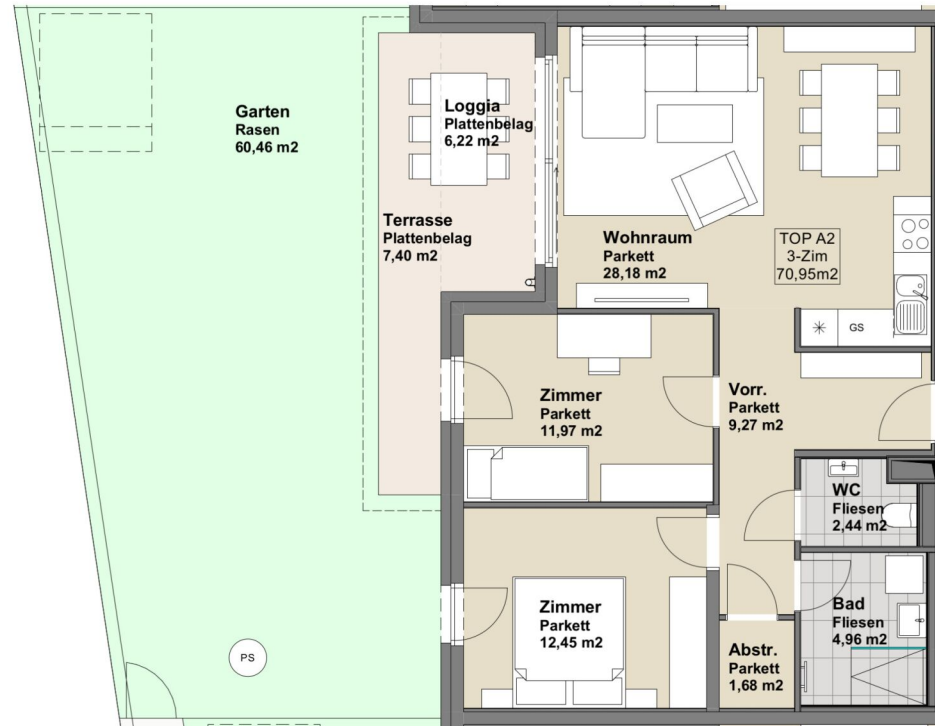 Garten
Rasen
60,46 m2
Loggia
Plattenbelag
6,22 m2
Terrasse
Plattenbelag
7,40 m2
Wohnraum
Parkett
28,18 m2
TOP A2
3-Zim
70,95m2
GS
Zimmer
Parkett
11,97 m2
Vorr.
Parkett
9,27 m2
WC
Fliesen
2,44 m2
Zimmer
Parkett
12,45 m2
Bad
Fliesen
4,96 m2
Abstr.
Parkett
1,68 m2
PS